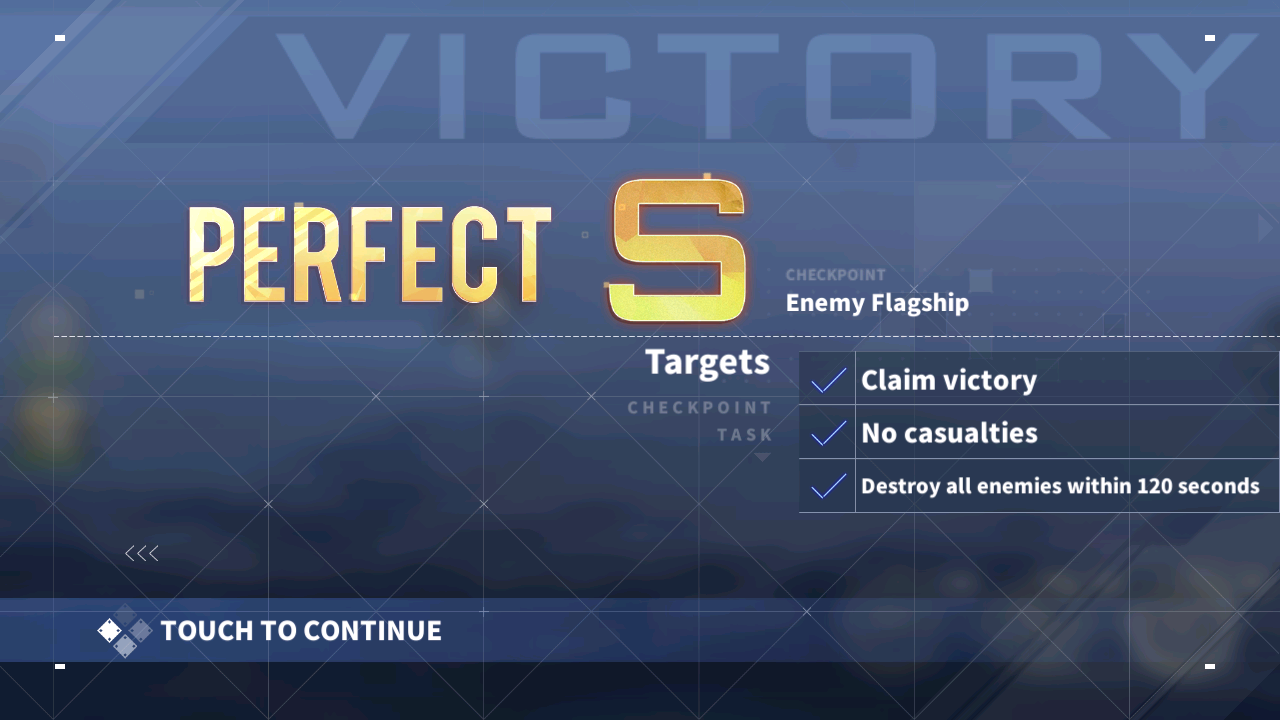 VICTORY
PERFECT S
CHECKPOINT
Enemy Flagship
Targets
CHECKPOINT
TASK
Claim victory
No casualties
Destroy all enemies within 120 seconds
TOUCH TO CONTINUE